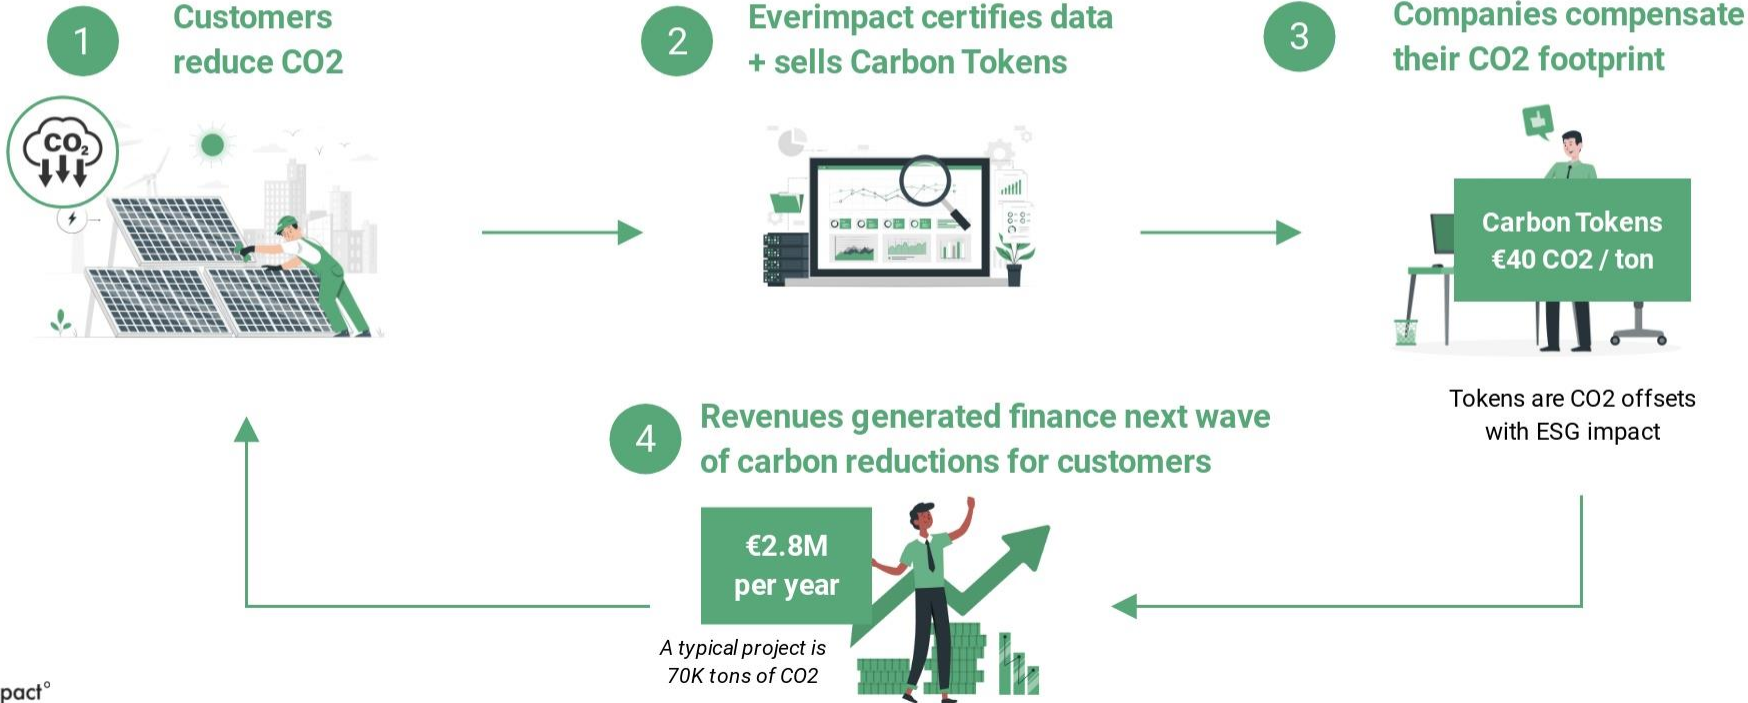 1
Customers
reduce CO2
CO2
2
Everimpact certifies data
+ sells Carbon Tokens
3
Companies compensate
their CO2 footprint
Carbon Tokens
€40 CO2 / ton
Tokens are CO2 offsets
with ESG impact
4
Revenues generated finance next wave
of carbon reductions for customers
€2.8M
per year
A typical project is
70K tons of CO2
pact°